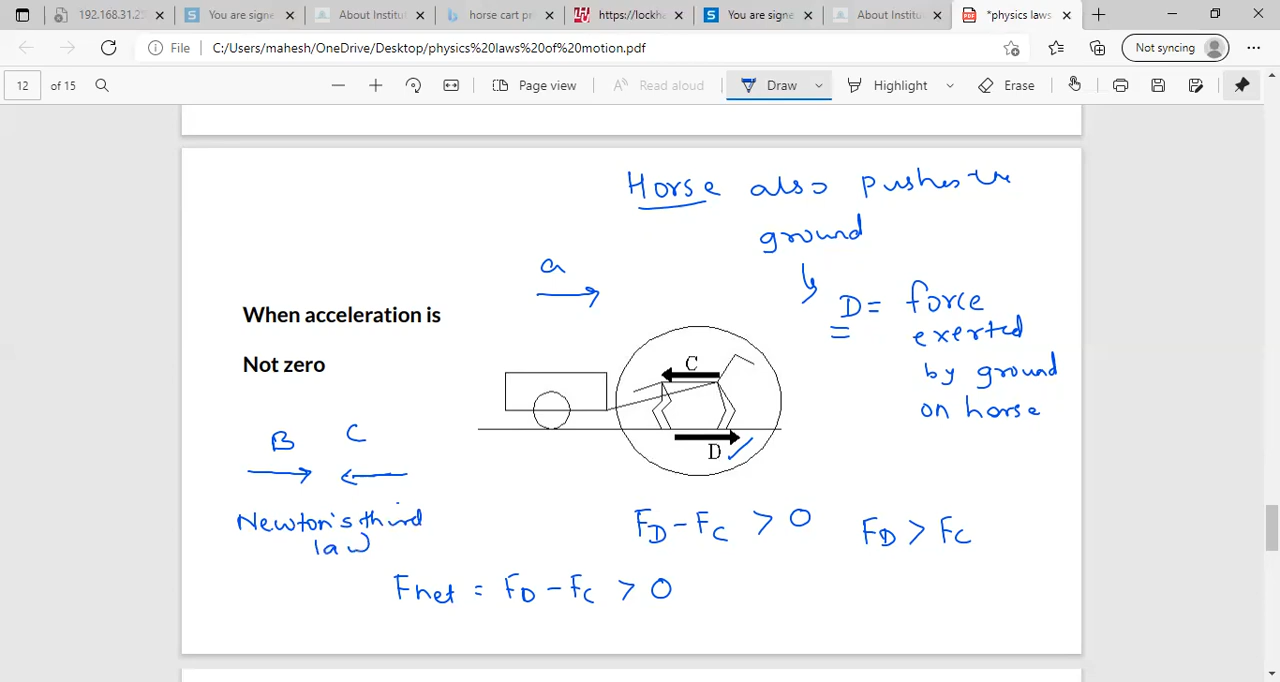 192.168.31.2
You are signe
About Institu
horse cart pr
https://lockh
You are signe
About Institu
*physics laws
File
C:/Users/mahesh/OneDrive/Desktop/physics%20laws%20of%20motion.pdf
Not syncing
12 of 15
Page view
Read aloud
Draw
Highlight
Erase
Horse also pushes the
ground
a
D = force
exerted
by ground
on horse
When acceleration is
Not zero
C
D
B C
Newton's third
law
FD - FC > 0 FD > FC
Fnet = FD - FC > 0